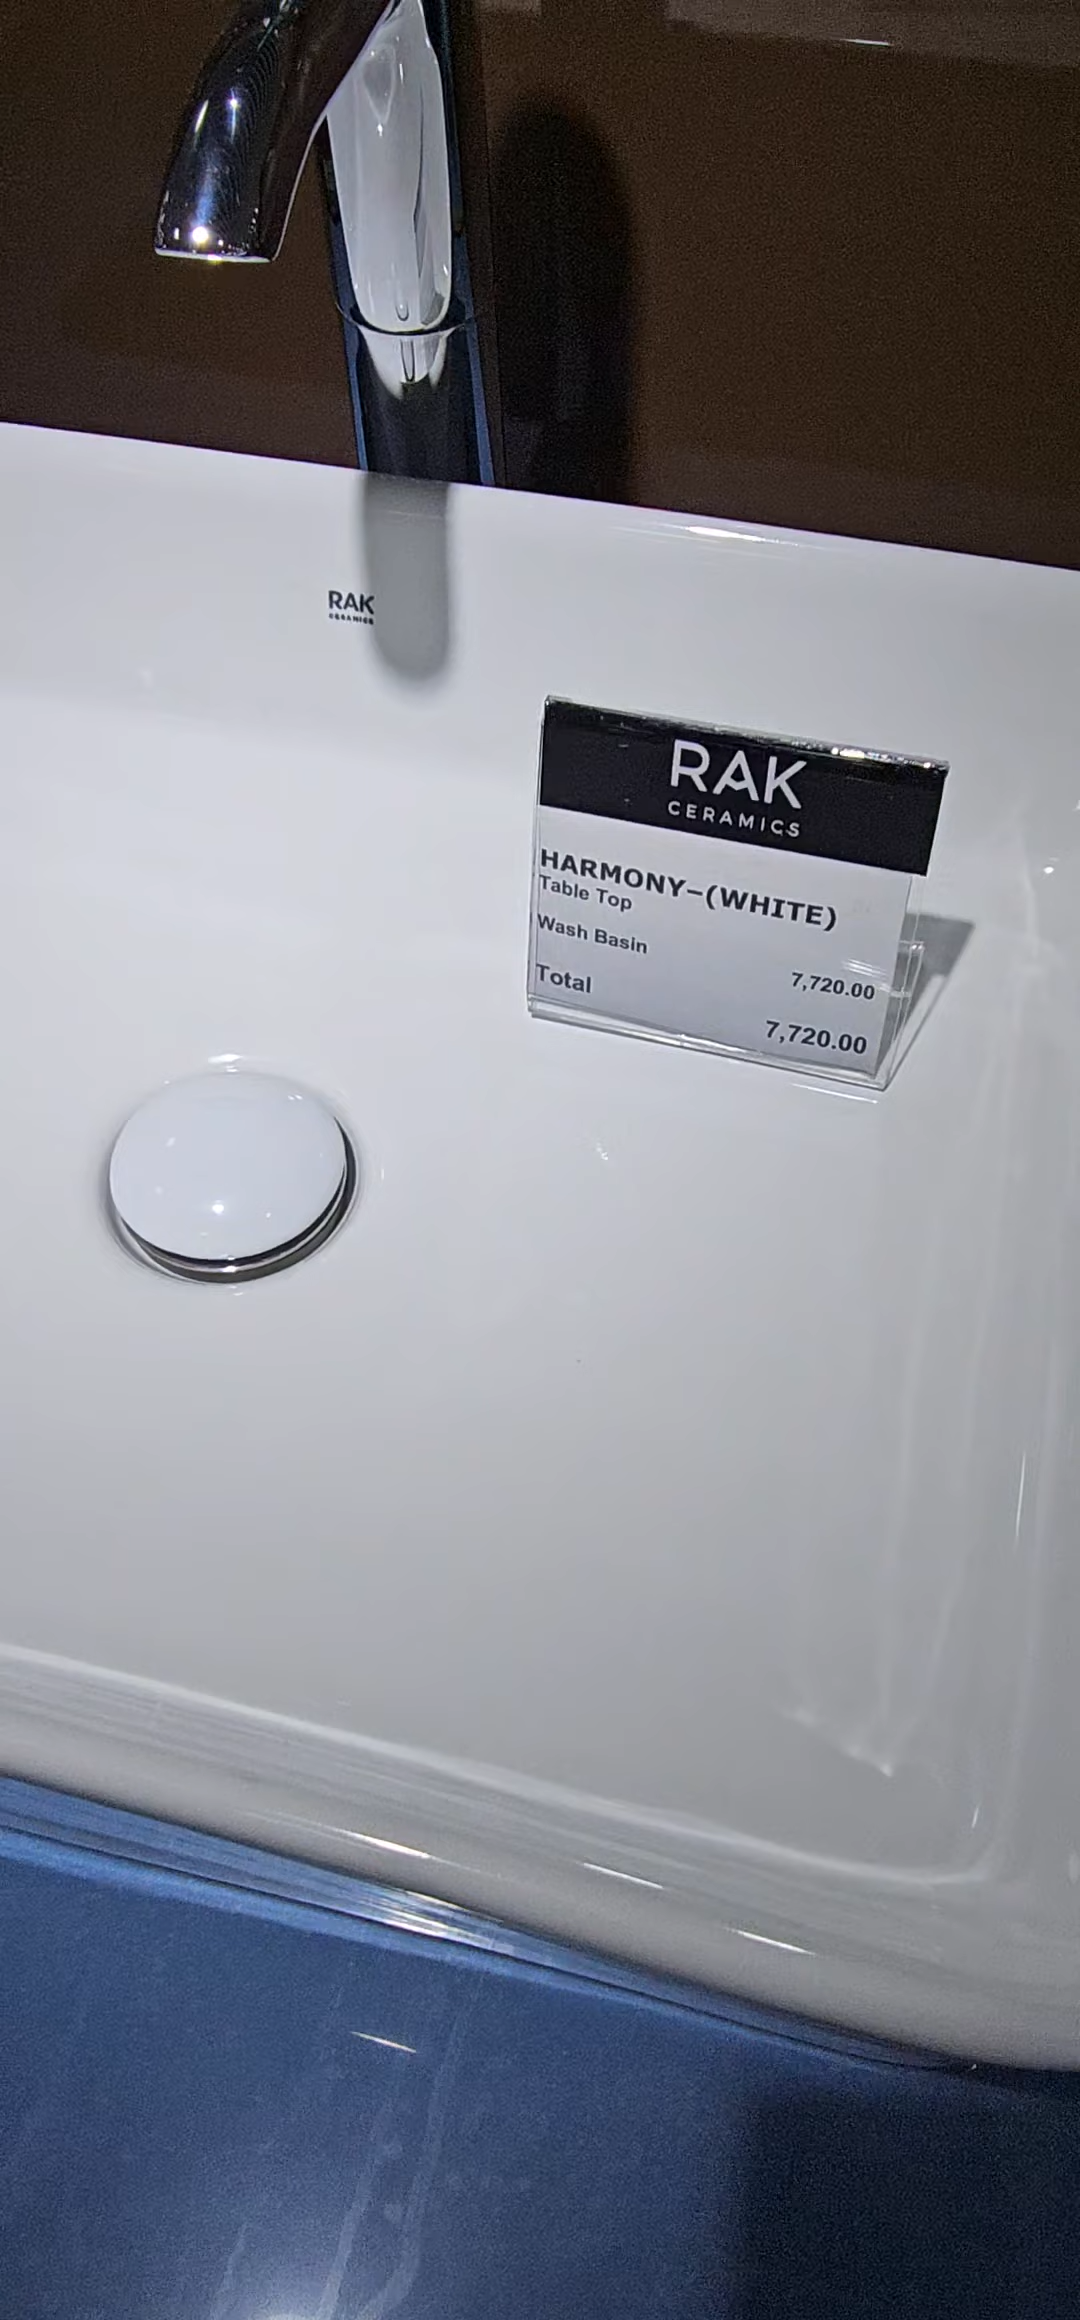 RAK
CERAMICS
RAK
CERAMICS
HARMONY-(WHITE)
Table Top
Wash Basin
7,720.00
Total
7,720.00